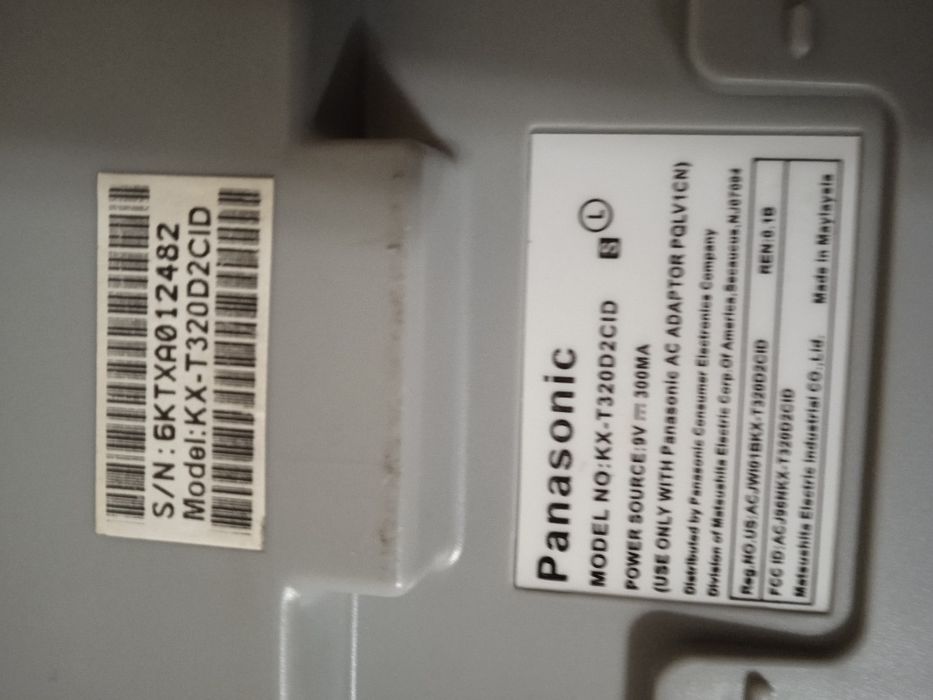 S/N:6KTXA012482
Model:KX-T320D2CID
Panasonic
MODEL NO:KX-T320D2CID S L
POWER SOURCE:9V ⎓ 300MA
(USE ONLY WITH Panasonic AC ADAPTOR PQLV1CN)
Distributed by Panasonic Consumer Electronics Company
Division of Matsushita Electric Corp.Of America,Secaucus,NJ07094
Reg.NO.US:ACJWI01BKX-T320D2CID REN:0.1B
FCC ID:ACJ96NKX-T320D2CID
Matsushita Electric Industrial CO.,Ltd. Made in Maylaysia